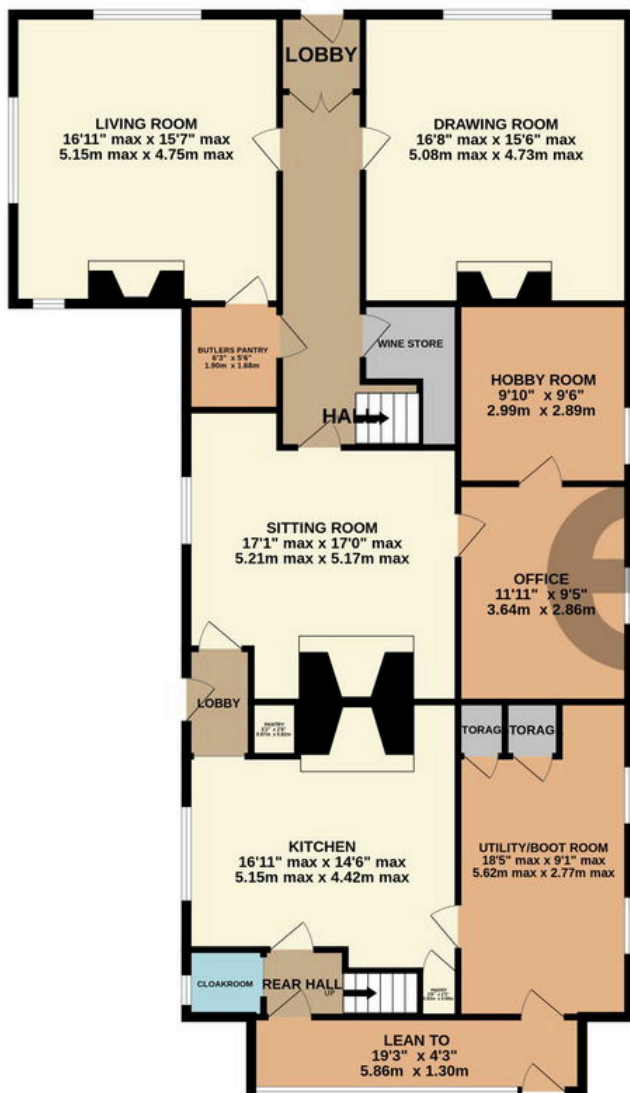 LOBBY
LIVING ROOM
16'11" max x 15'7" max
5.15m max x 4.75m max
DRAWING ROOM
16'8" max x 15'6" max
5.08m max x 4.73m max
BUTLERS PANTRY
6'3" x 5'6"
1.90m x 1.68m
WINE STORE
HALL
HOBBY ROOM
9'10" x 9'6"
2.99m x 2.89m
SITTING ROOM
17'1" max x 17'0" max
5.21m max x 5.17m max
OFFICE
11'11" x 9'5"
3.64m x 2.86m
e
LOBBY
PANTRY
STORAG
STORAG
KITCHEN
16'11" max x 14'6" max
5.15m max x 4.42m max
UTILITY/BOOT ROOM
18'5" max x 9'1" max
5.62m max x 2.77m max
CLOAKROOM
REAR HALL
UP
PANTRY
LEAN TO
19'3" x 4'3"
5.86m x 1.30m